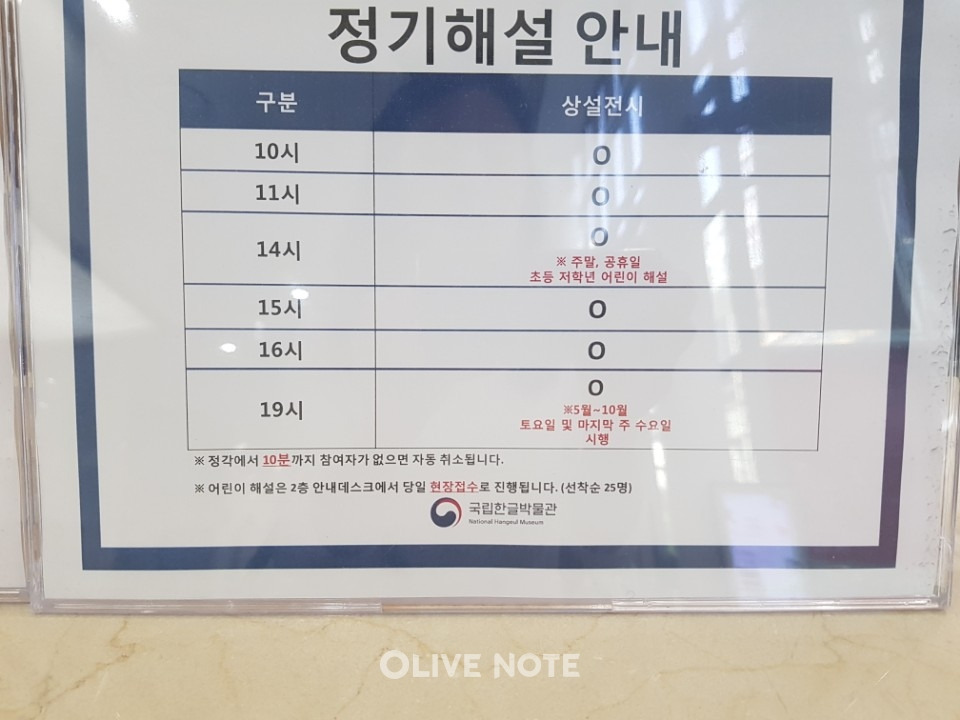 정기해설 안내
구분 상설전시
10시 O
11시 O
14시 O
※ 주말, 공휴일
초등 저학년 어린이 해설
15시 O
16시 O
19시 O
※5월~10월
토요일 및 마지막 주 수요일
시행
※ 정각에서 10분까지 참여자가 없으면 자동 취소됩니다.
※ 어린이 해설은 2층 안내데스크에서 당일 현장접수로 진행됩니다. (선착순 25명)
국립한글박물관
National Hangeul Museum
OLIVE NOTE